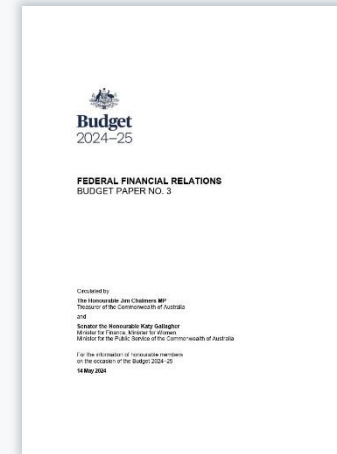 Budget
2024–25
FEDERAL FINANCIAL RELATIONS
BUDGET PAPER NO. 3
Circulated by
The Honourable Jim Chalmers MP
Treasurer of the Commonwealth of Australia
and
Senator the Honourable Katy Gallagher
Minister for Finance, Minister for Women,
Minister for the Public Service of the Commonwealth of Australia
For the information of honourable members
on the occasion of the Budget 2024–25
14 May 2024